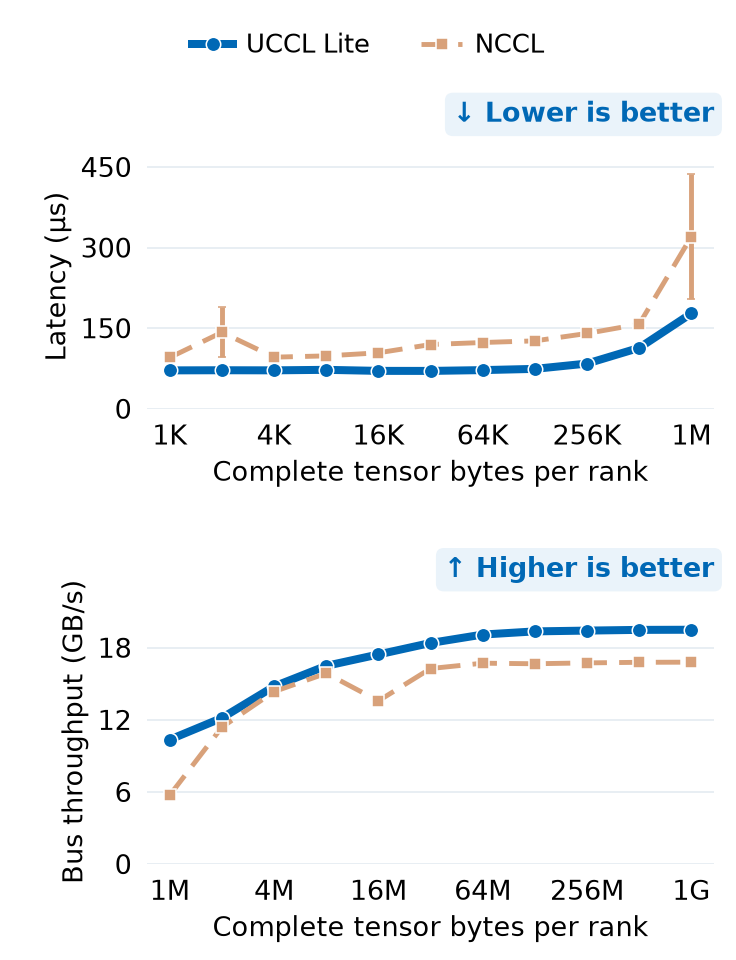 UCCL Lite NCCL
↓ Lower is better
Latency (µs)
450
300
150
0
1K 4K 16K 64K 256K 1M
Complete tensor bytes per rank
↑ Higher is better
Bus throughput (GB/s)
18
12
6
0
1M 4M 16M 64M 256M 1G
Complete tensor bytes per rank